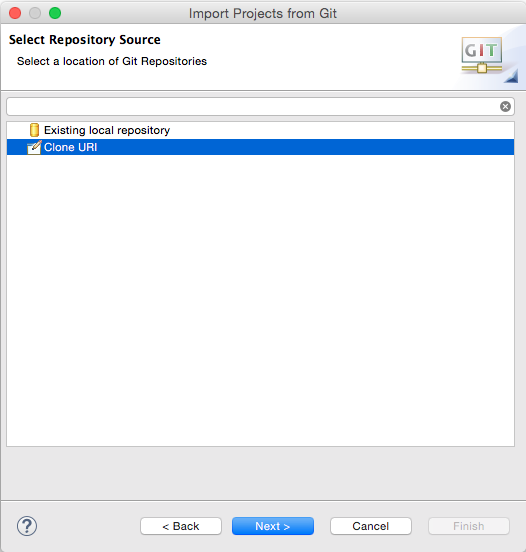 Import Projects from Git
Select Repository Source
Select a location of Git Repositories
GIT
Existing local repository
Clone URI
?
< Back
Next >
Cancel
Finish